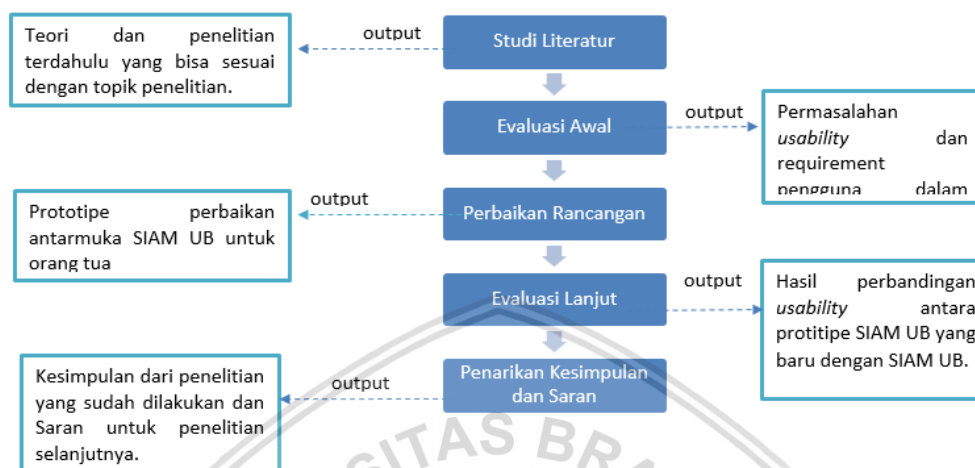 Teori dan penelitian
terdahulu yang bisa sesuai
dengan topik penelitian.
output
Studi Literatur
Evaluasi Awal
output
Permasalahan
usability dan
requirement
pengguna dalam
Prototipe perbaikan
antarmuka SIAM UB untuk
orang tua
output
Perbaikan Rancangan
Evaluasi Lanjut
output
Hasil perbandingan
usability antara
protitipe SIAM UB yang
baru dengan SIAM UB.
Kesimpulan dari penelitian
yang sudah dilakukan dan
Saran untuk penelitian
selanjutnya.
output
Penarikan Kesimpulan
dan Saran
ITAS BRA